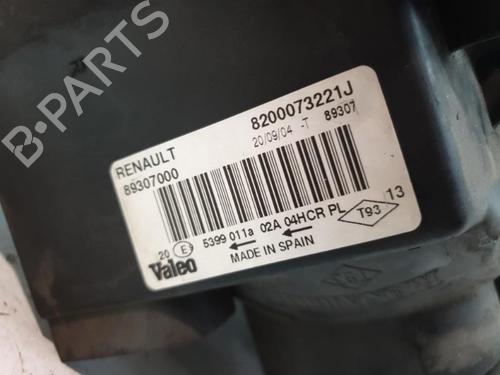 8200073221J
20/09/04 -T 89307
RENAULT
89307000
5399 011a 02A 04HCR PL
20 E
T93
13
Valeo
MADE IN SPAIN
B-PARTS